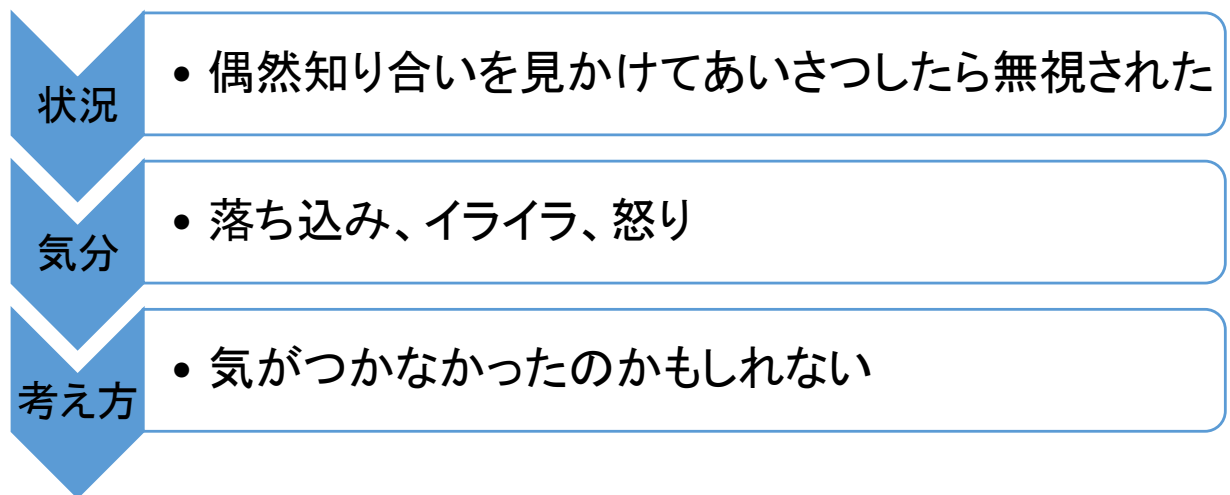 状況
• 偶然知り合いを見かけてあいさつしたら無視された
気分
• 落ち込み、イライラ、怒り
考え方
• 気がつかなかったのかもしれない